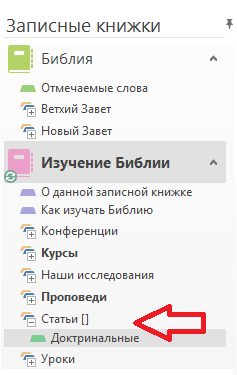 Записные книжки
Библия
Отмечаемые слова
Ветхий Завет
Новый Завет
Изучение Библии
О данной записной книжке
Как изучать Библию
Конференции
Курсы
Наши исследования
Проповеди
Статьи []
Доктринальные
Уроки